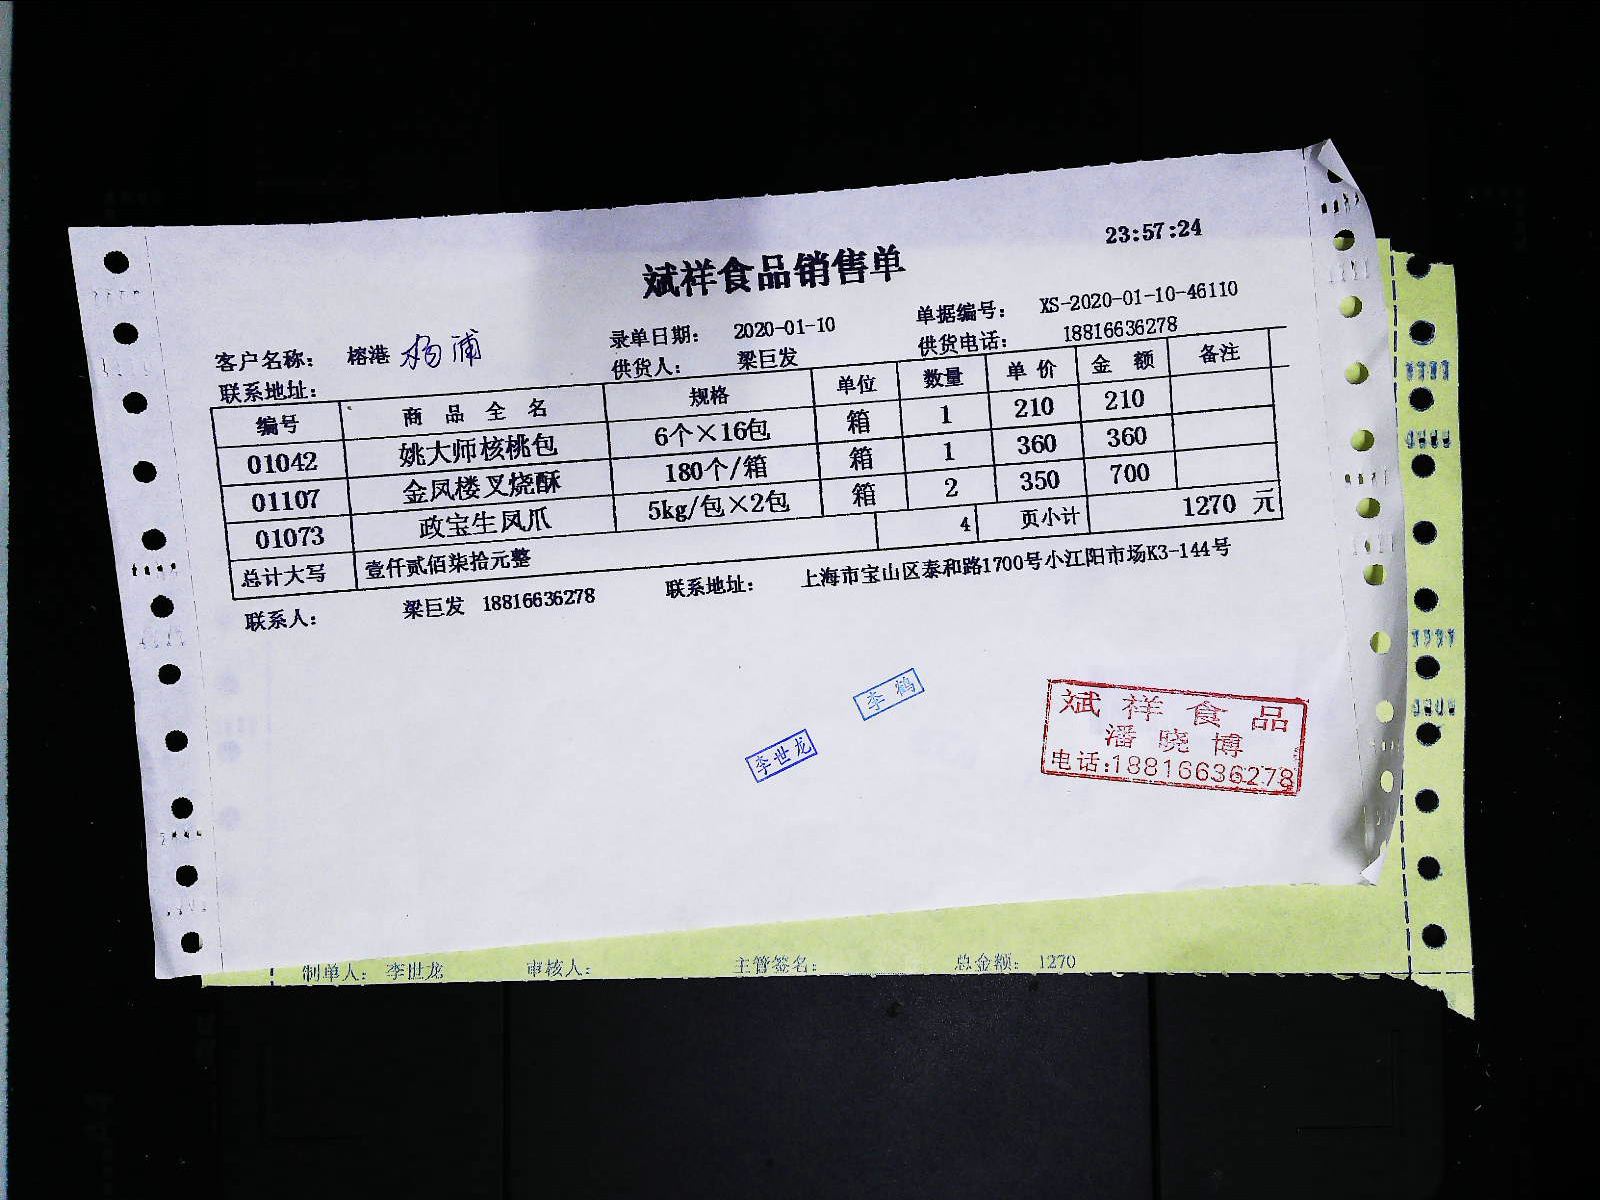 23:57:24
斌祥食品销售单
客户名称： 榕港 杨浦 录单日期： 2020-01-10 单据编号： XS-2020-01-10-46110
联系地址： 供货人： 梁巨发 供货电话： 18816636278
编号 商品全名 规格 单位 数量 单价 金额 备注
01042 姚大师核桃包 6个×16包 箱 1 210 210
01107 金凤楼叉烧酥 180个/箱 箱 1 360 360
01073 政宝生凤爪 5kg/包×2包 箱 2 350 700
总计大写 壹仟贰佰柒拾元整 4 页小计 1270 元
联系人： 梁巨发 18816636278 联系地址： 上海市宝山区泰和路1700号小江阳市场K3-144号
李鹤
李世龙
斌祥食品
潘晓博
电话:18816636278
制单人： 李世龙 审核人： 主管签名： 总金额： 1270